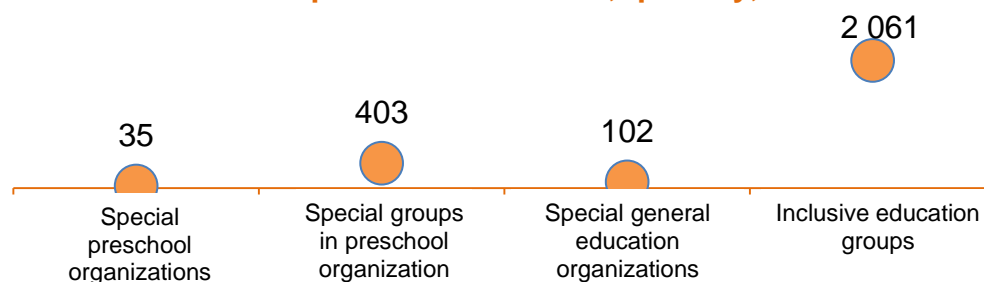 2 061
403
35
102
Special
preschool
organizations
Special groups
in preschool
organization
Special general
education
organizations
Inclusive education
groups